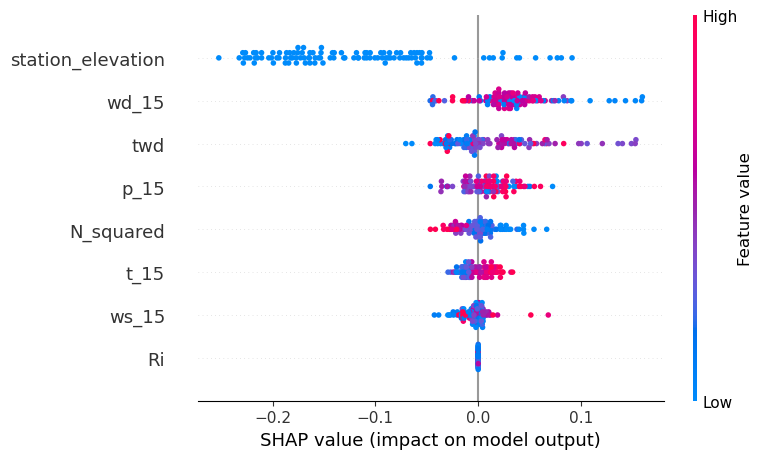 High
station_elevation
wd_15
twd
p_15
N_squared
t_15
ws_15
Ri
Feature value
Low
−0.2 −0.1 0.0 0.1
SHAP value (impact on model output)